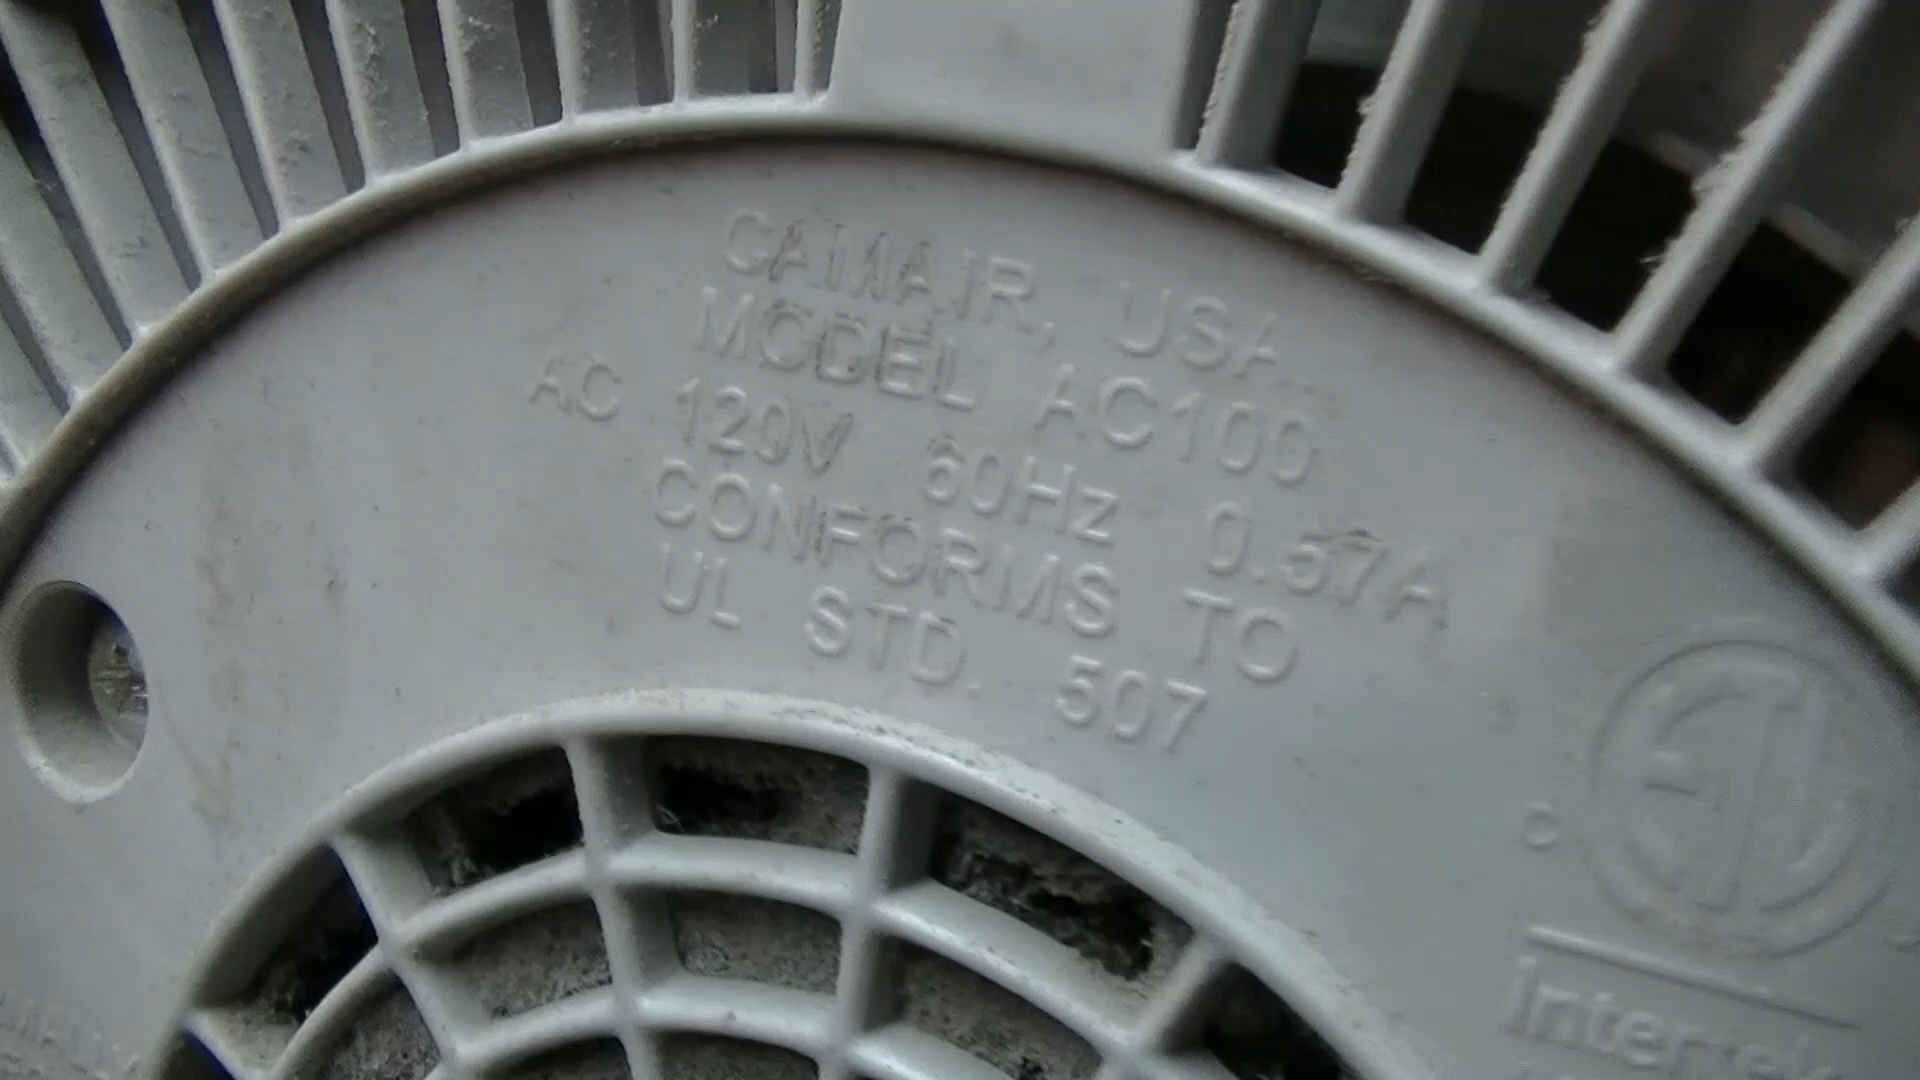 CAMAIR, USA.
MODEL AC100
AC 120V 60Hz 0.57A
CONFORMS TO
UL STD. 507
C
Intertek